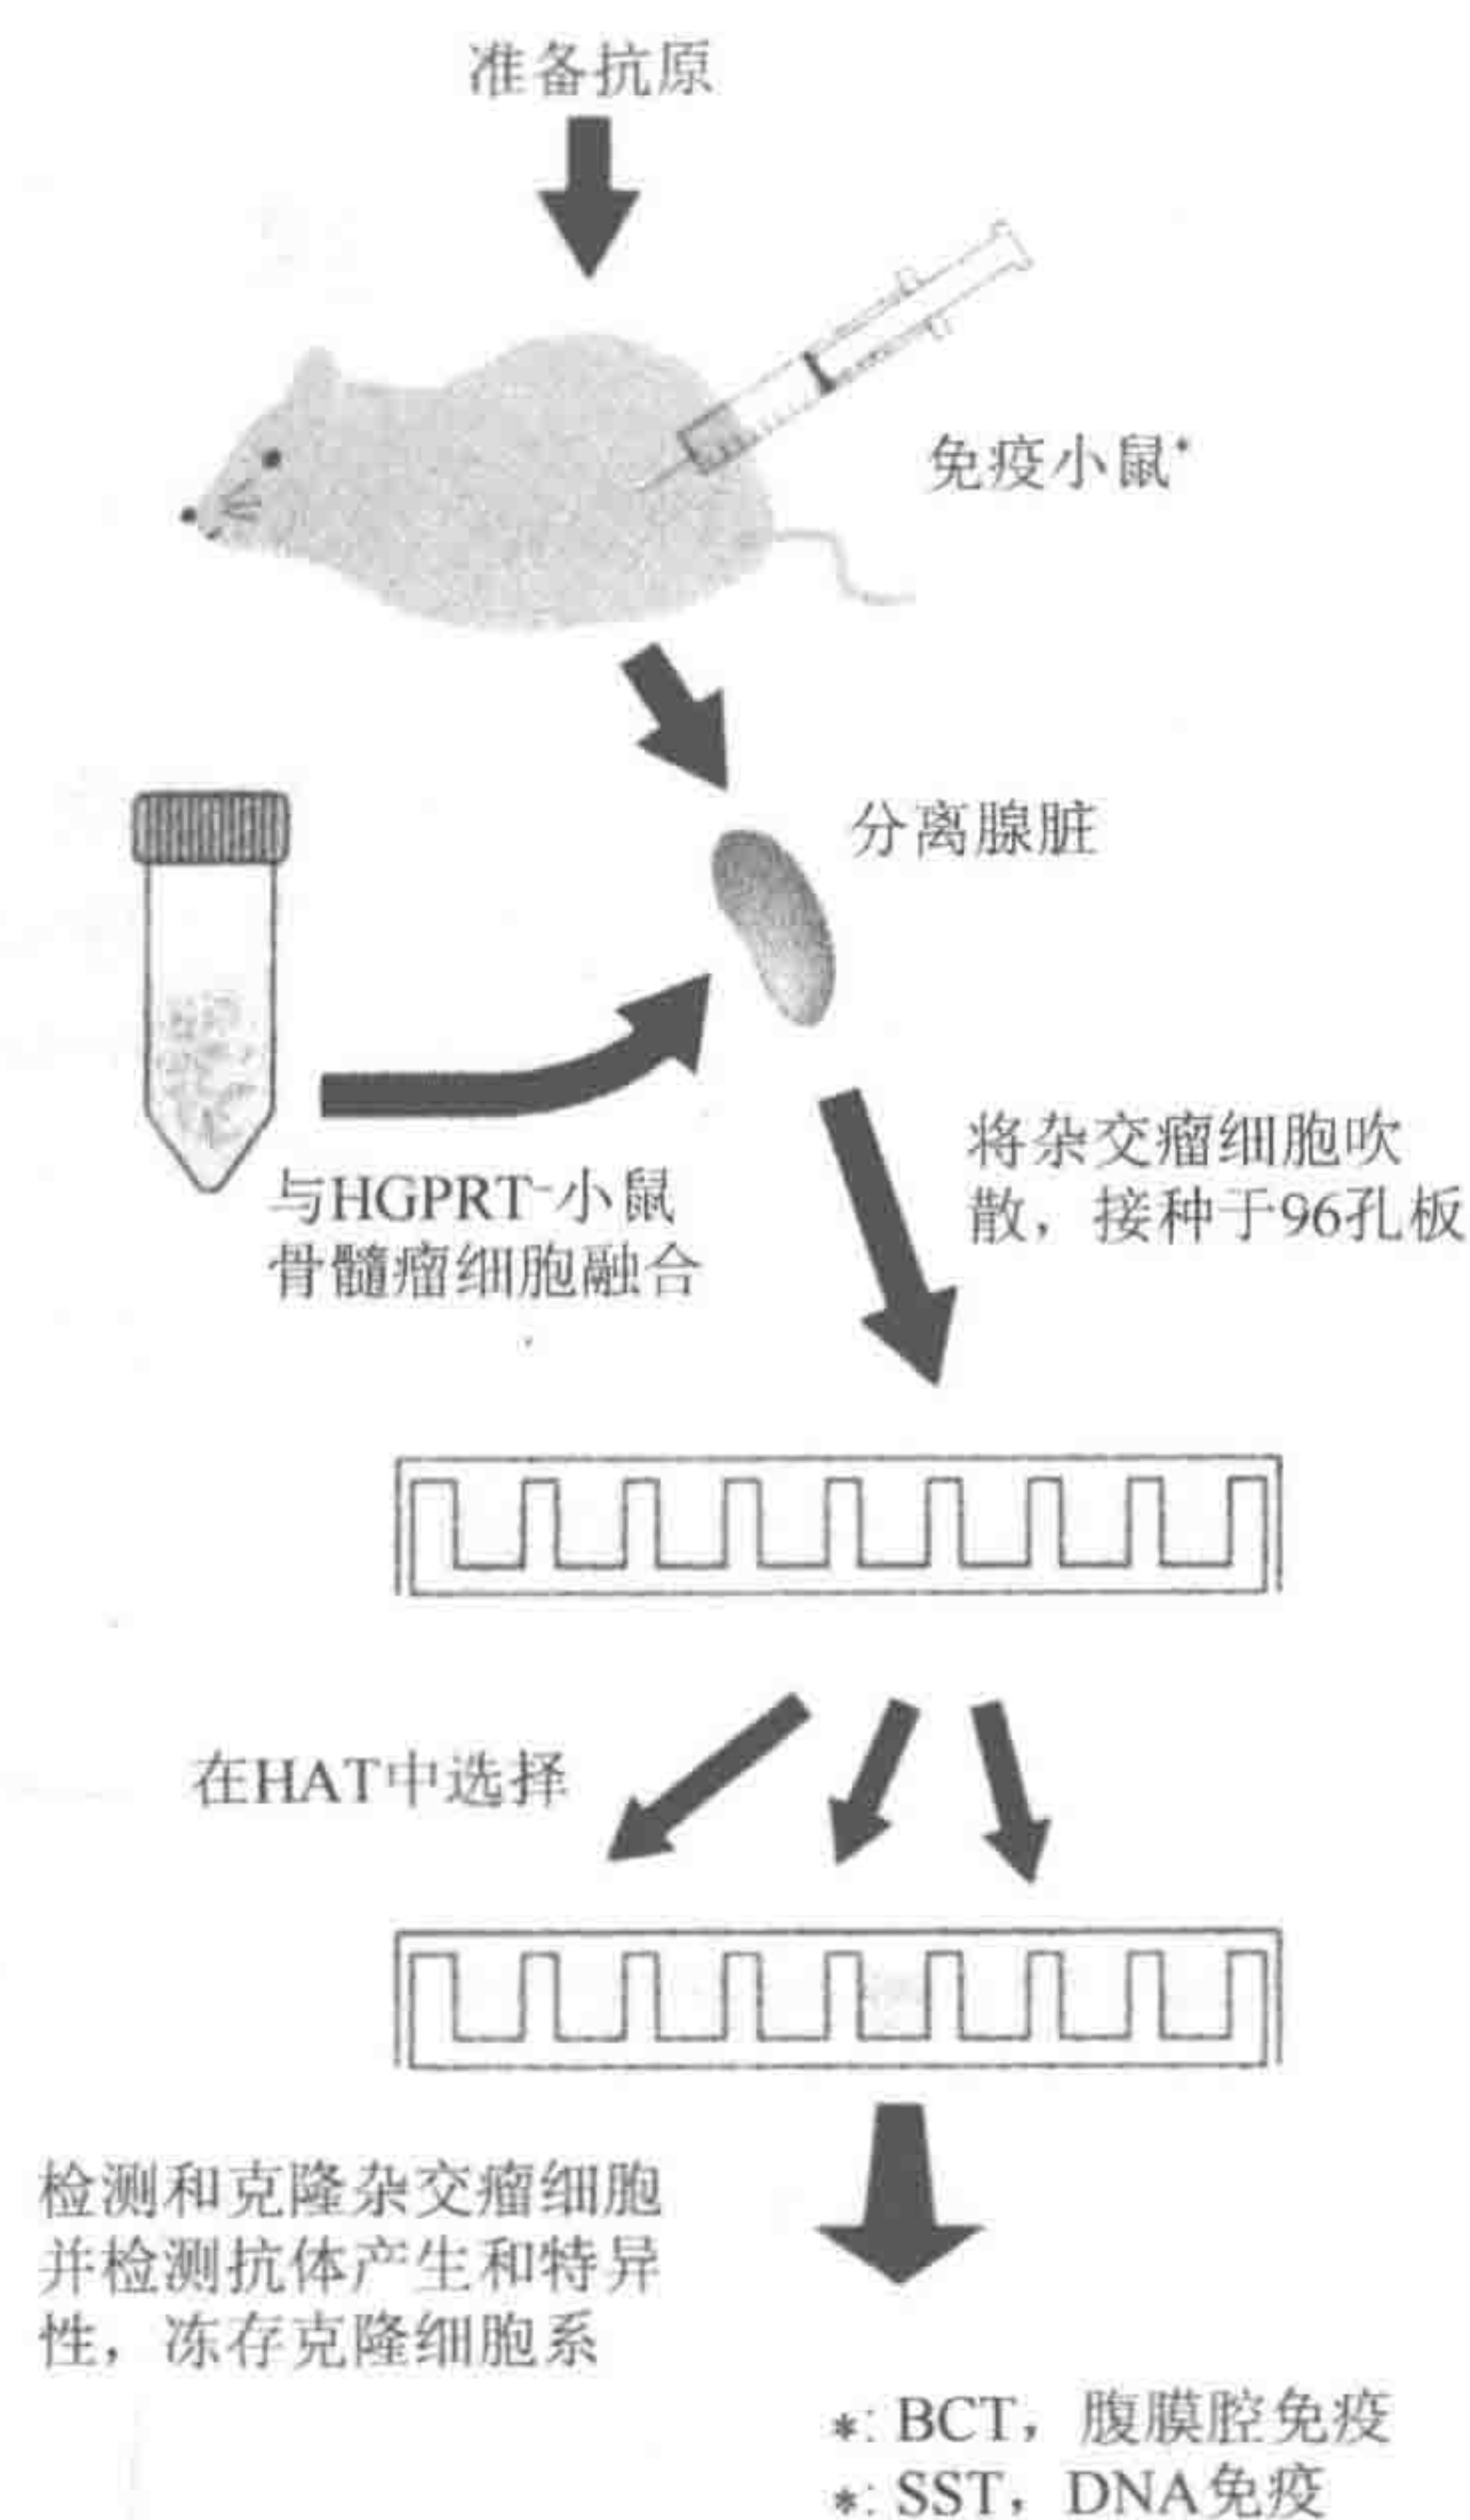 准备抗原
免疫小鼠*
分离腺脏
与HGPRT⁻小鼠
骨髓瘤细胞融合
将杂交瘤细胞吹
散，接种于96孔板
在HAT中选择
检测和克隆杂交瘤细胞
并检测抗体产生和特异
性，冻存克隆细胞系
*: BCT，腹膜腔免疫
*: SST，DNA免疫